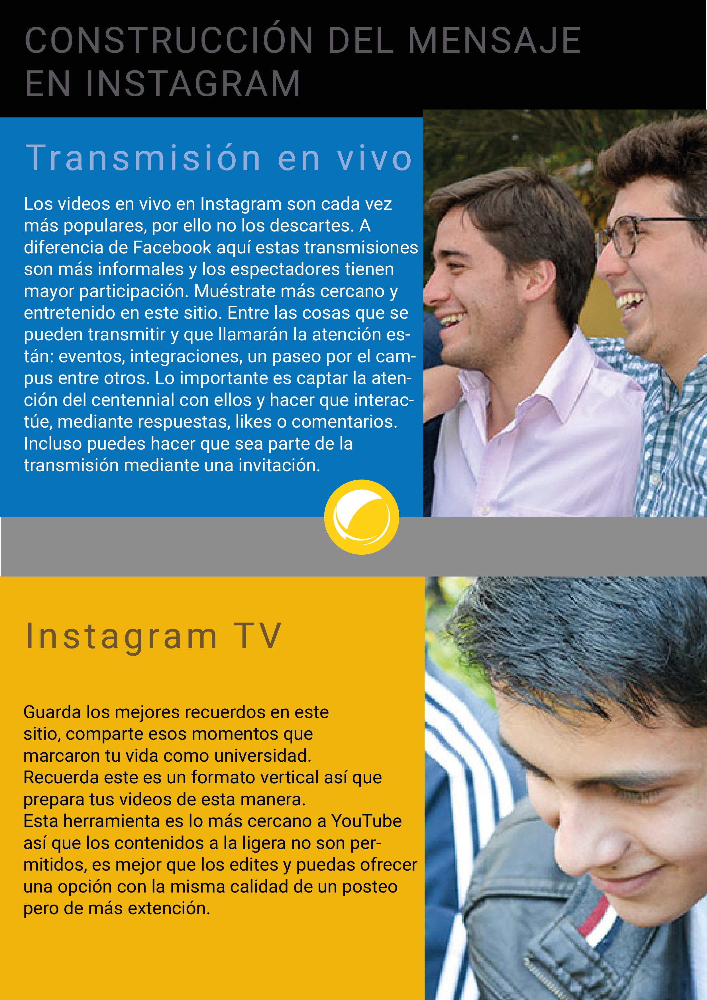 CONSTRUCCIÓN DEL MENSAJE
EN INSTAGRAM
Transmisión en vivo
Los videos en vivo en Instagram son cada vez
más populares, por ello no los descartes. A
diferencia de Facebook aquí estas transmisiones
son más informales y los espectadores tienen
mayor participación. Muéstrate más cercano y
entretenido en este sitio. Entre las cosas que se
pueden transmitir y que llamarán la atención es-
tán: eventos, integraciones, un paseo por el cam-
pus entre otros. Lo importante es captar la aten-
ción del centennial con ellos y hacer que interac-
túe, mediante respuestas, likes o comentarios.
Incluso puedes hacer que sea parte de la
transmisión mediante una invitación.
Instagram TV
Guarda los mejores recuerdos en este
sitio, comparte esos momentos que
marcaron tu vida como universidad.
Recuerda este es un formato vertical así que
prepara tus videos de esta manera.
Esta herramienta es lo más cercano a YouTube
así que los contenidos a la ligera no son per-
mitidos, es mejor que los edites y puedas ofrecer
una opción con la misma calidad de un posteo
pero de más extención.